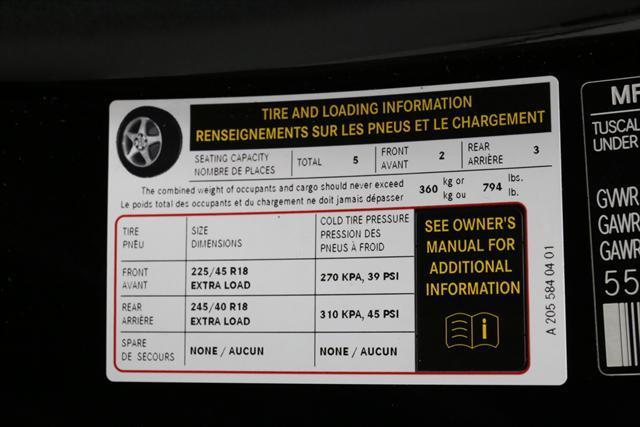 TIRE AND LOADING INFORMATION
RENSEIGNEMENTS SUR LES PNEUS ET LE CHARGEMENT
SEATING CAPACITY
NOMBRE DE PLACES
TOTAL 5
FRONT
AVANT
2
REAR
ARRIÈRE
3
The combined weight of occupants and cargo should never exceed
Le poids total des occupants et du chargement ne doit jamais dépasser
360 kg or
kg ou
794 lbs.
lb.
TIRE
PNEU
SIZE
DIMENSIONS
COLD TIRE PRESSURE
PRESSION DES
PNEUS À FROID
FRONT
AVANT
225/45 R18
EXTRA LOAD
270 KPA, 39 PSI
REAR
ARRIÈRE
245/40 R18
EXTRA LOAD
310 KPA, 45 PSI
SPARE
DE SECOURS
NONE / AUCUN
NONE / AUCUN
SEE OWNER'S
MANUAL FOR
ADDITIONAL
INFORMATION
i
A 205 584 04 01
MF
TUSCAL
UNDER
GVWR
GAWR
GAWR
55